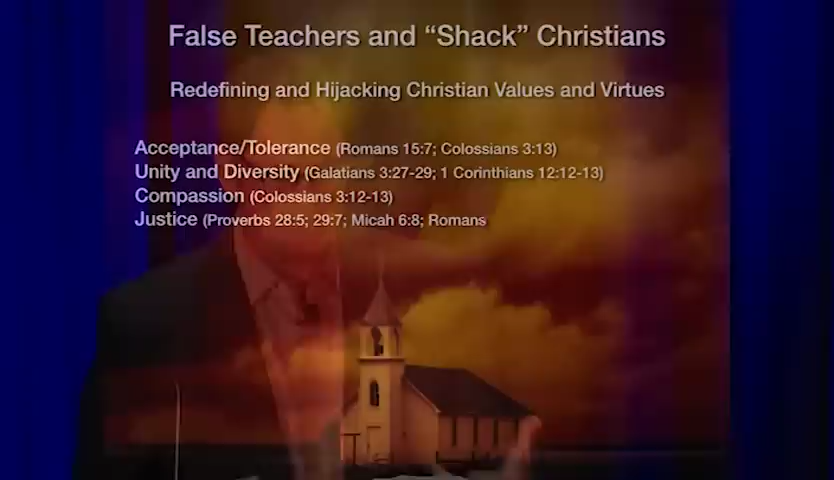 False Teachers and “Shack” Christians
Redefining and Hijacking Christian Values and Virtues
Acceptance/Tolerance (Romans 15:7; Colossians 3:13)
Unity and Diversity (Galatians 3:27-29; 1 Corinthians 12:12-13)
Compassion (Colossians 3:12-13)
Justice (Proverbs 28:5; 29:7; Micah 6:8; Romans